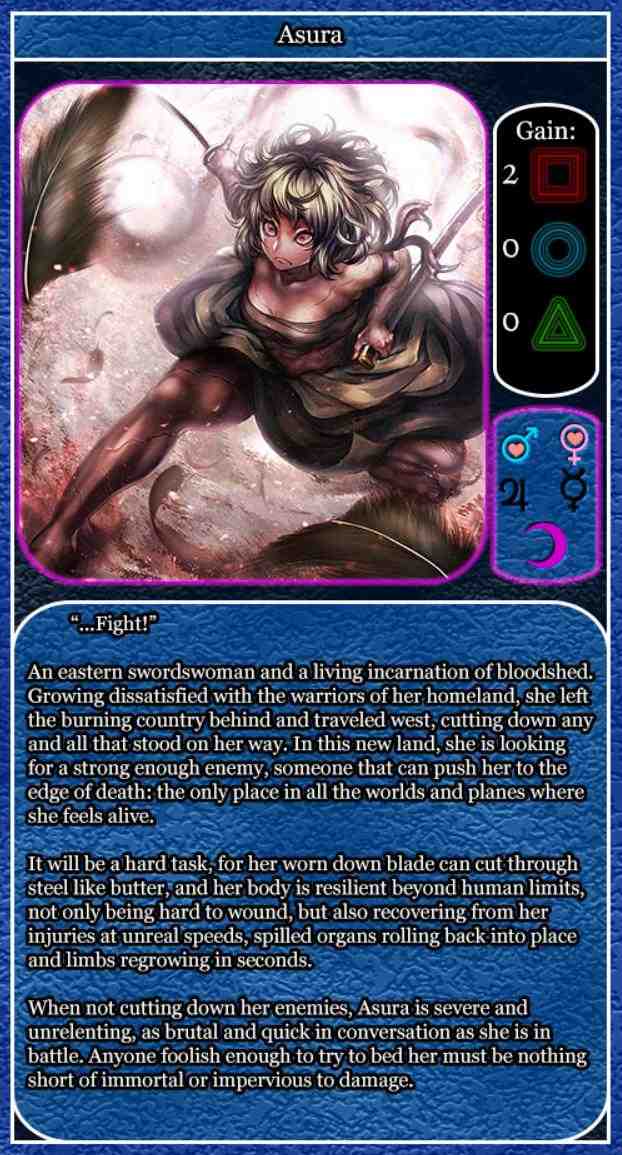 Asura
Gain:
2
0
0
“...Fight!”
An eastern swordswoman and a living incarnation of bloodshed.
Growing dissatisfied with the warriors of her homeland, she left
the burning country behind and traveled west, cutting down any
and all that stood on her way. In this new land, she is looking
for a strong enough enemy, someone that can push her to the
edge of death: the only place in all the worlds and planes where
she feels alive.
It will be a hard task, for her worn down blade can cut through
steel like butter, and her body is resilient beyond human limits,
not only being hard to wound, but also recovering from her
injuries at unreal speeds, spilled organs rolling back into place
and limbs regrowing in seconds.
When not cutting down her enemies, Asura is severe and
unrelenting, as brutal and quick in conversation as she is in
battle. Anyone foolish enough to try to bed her must be nothing
short of immortal or impervious to damage.